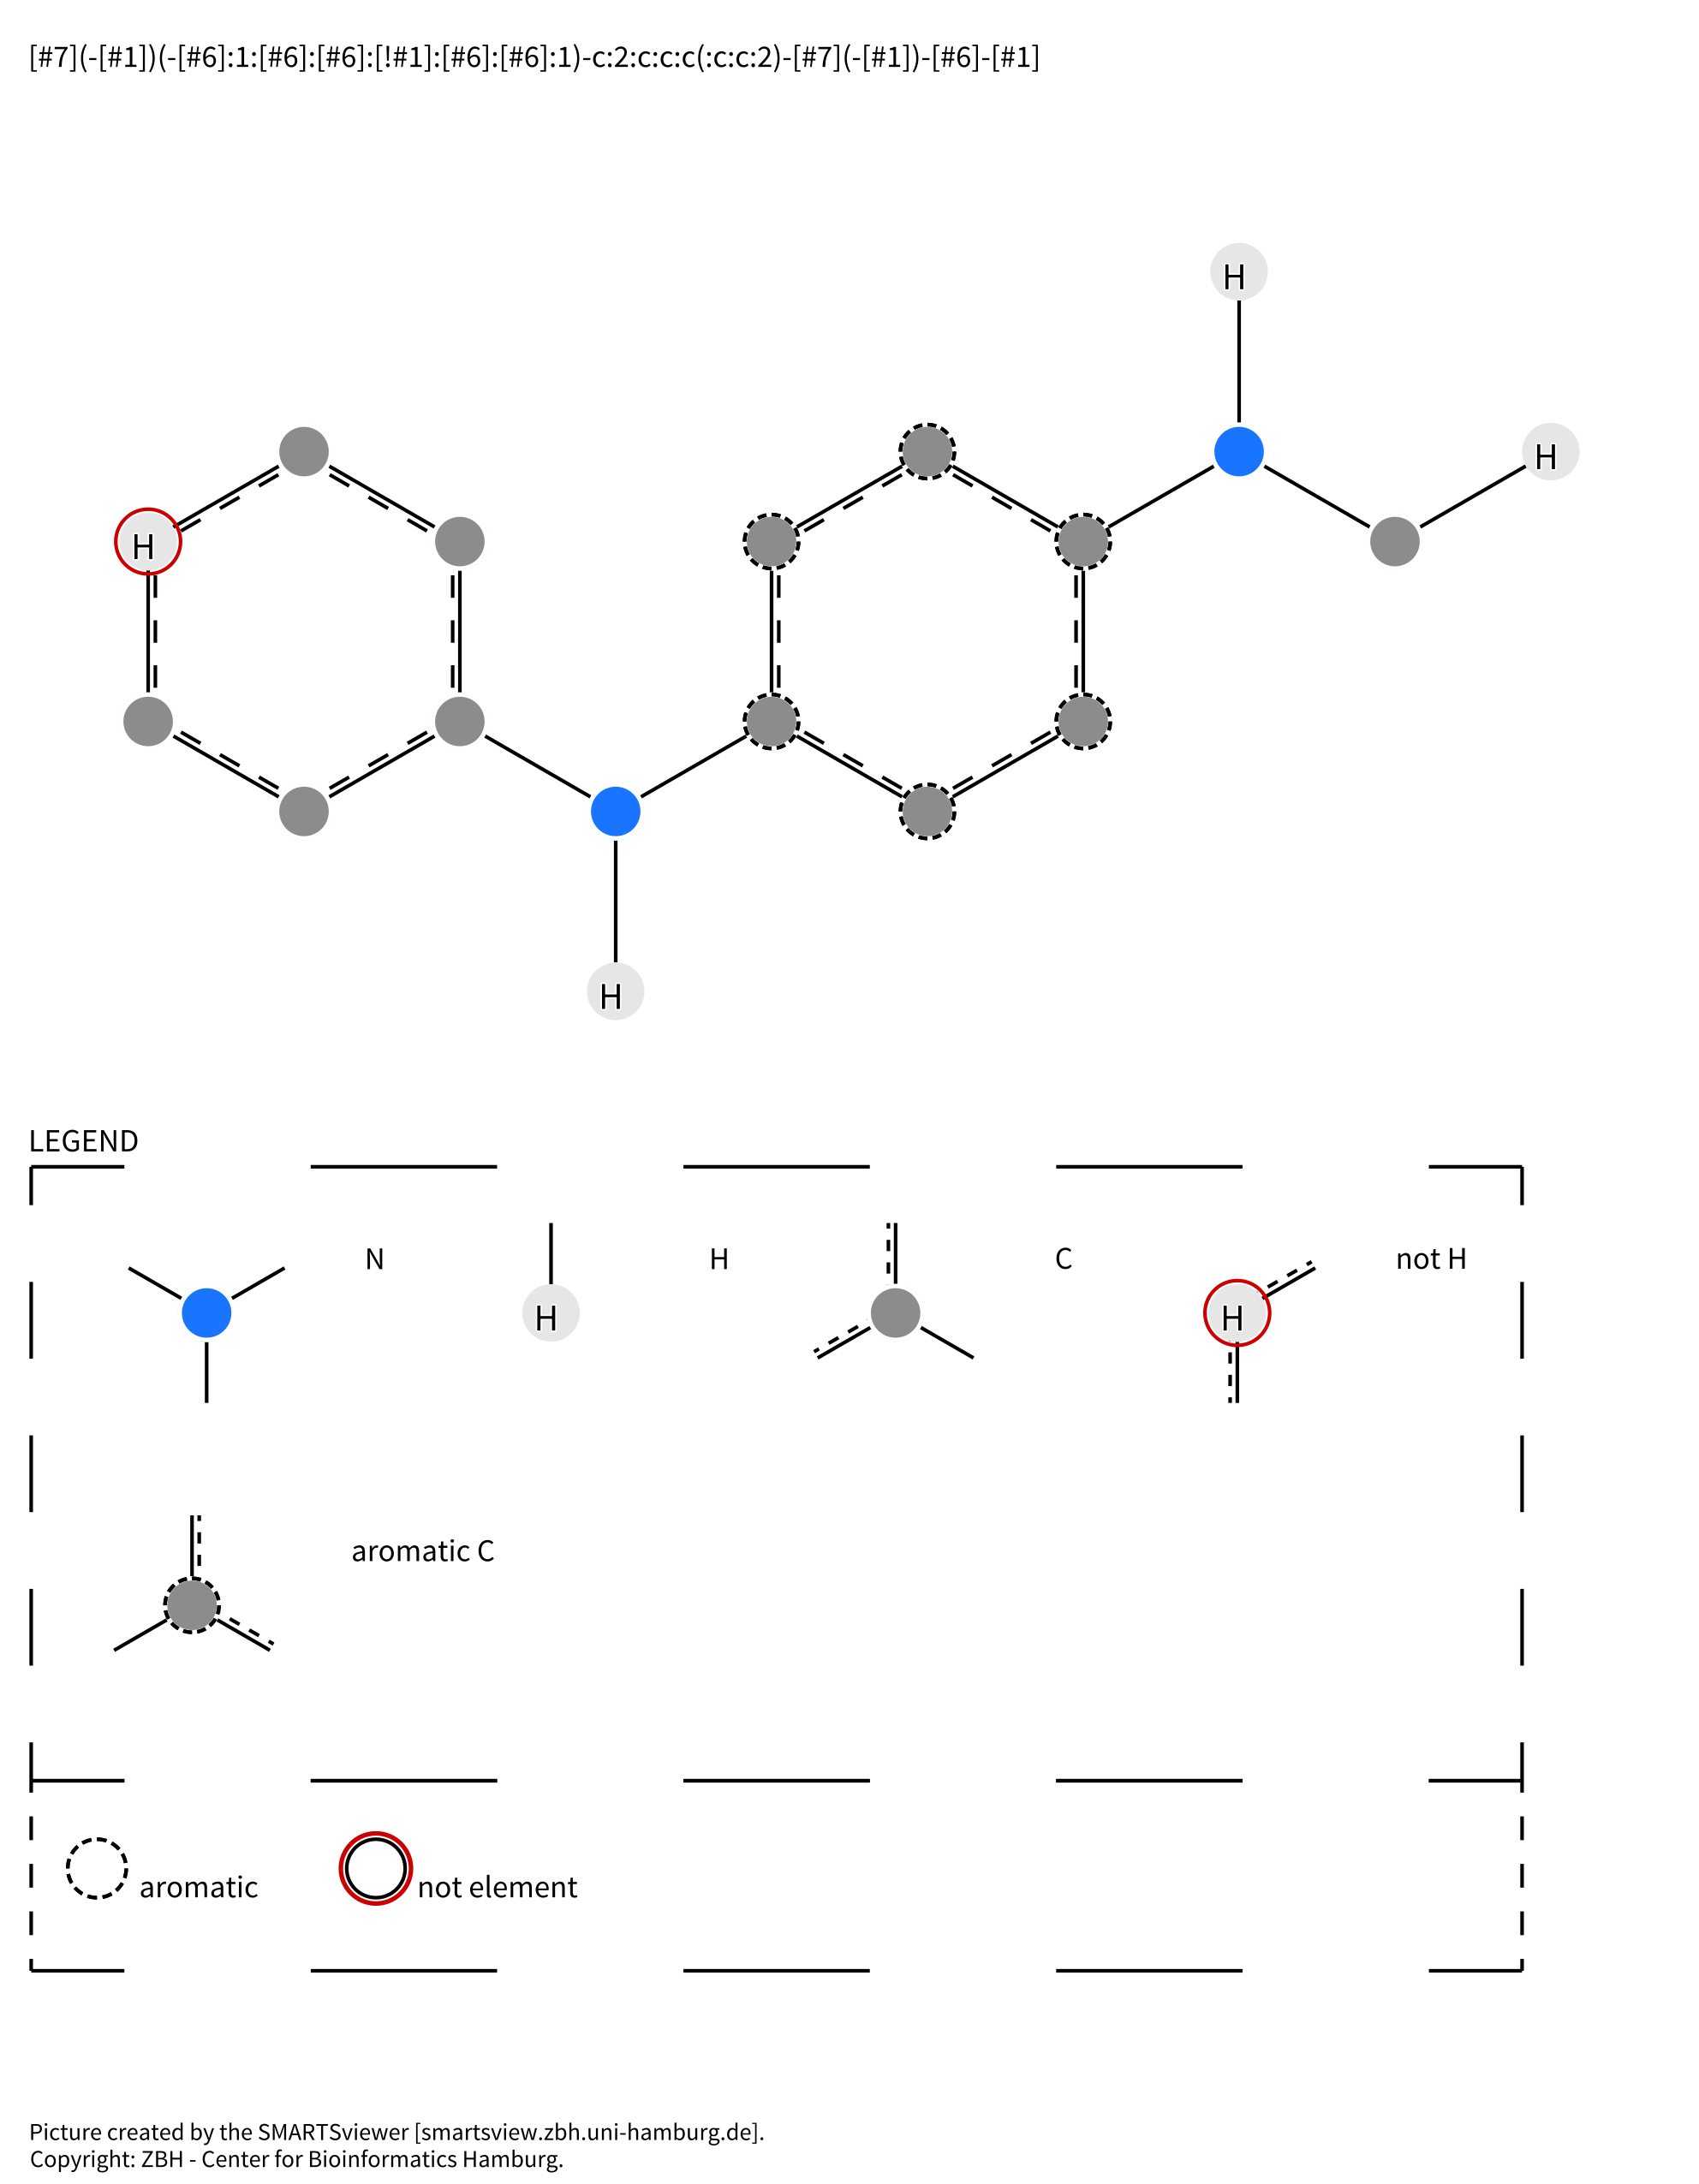 [#7](-[#1])(-[#6]:1:[#6]:[#6]:[!#1]:[#6]:[#6]:1)-c:2:c:c:c(:c:c:2)-[#7](-[#1])-[#6]-[#1]
H
H
H
H
LEGEND
N H C not H
H H
aromatic C
aromatic not element
Picture created by the SMARTSviewer [smartsview.zbh.uni-hamburg.de].
Copyright: ZBH - Center for Bioinformatics Hamburg.